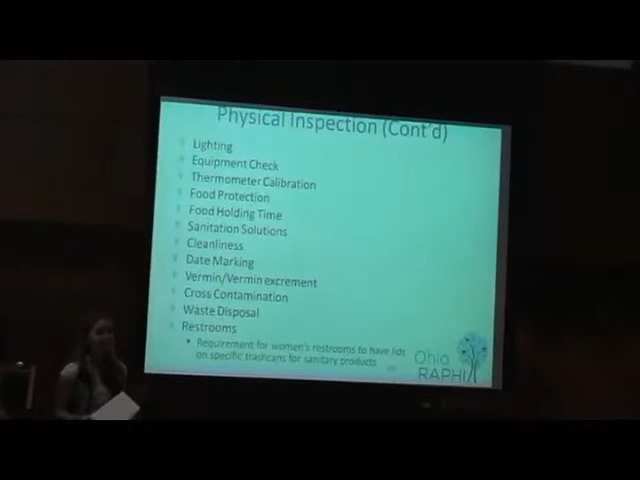 Physical Inspection (Cont'd)
Lighting
Equipment Check
Thermometer Calibration
Food Protection
Food Holding Time
Sanitation Solutions
Cleanliness
Date Marking
Vermin/Vermin excrement
Cross Contamination
Waste Disposal
Restrooms
Requirement for women's restrooms to have lids
on specific trashcans for sanitary products
Ohio
RAPHI